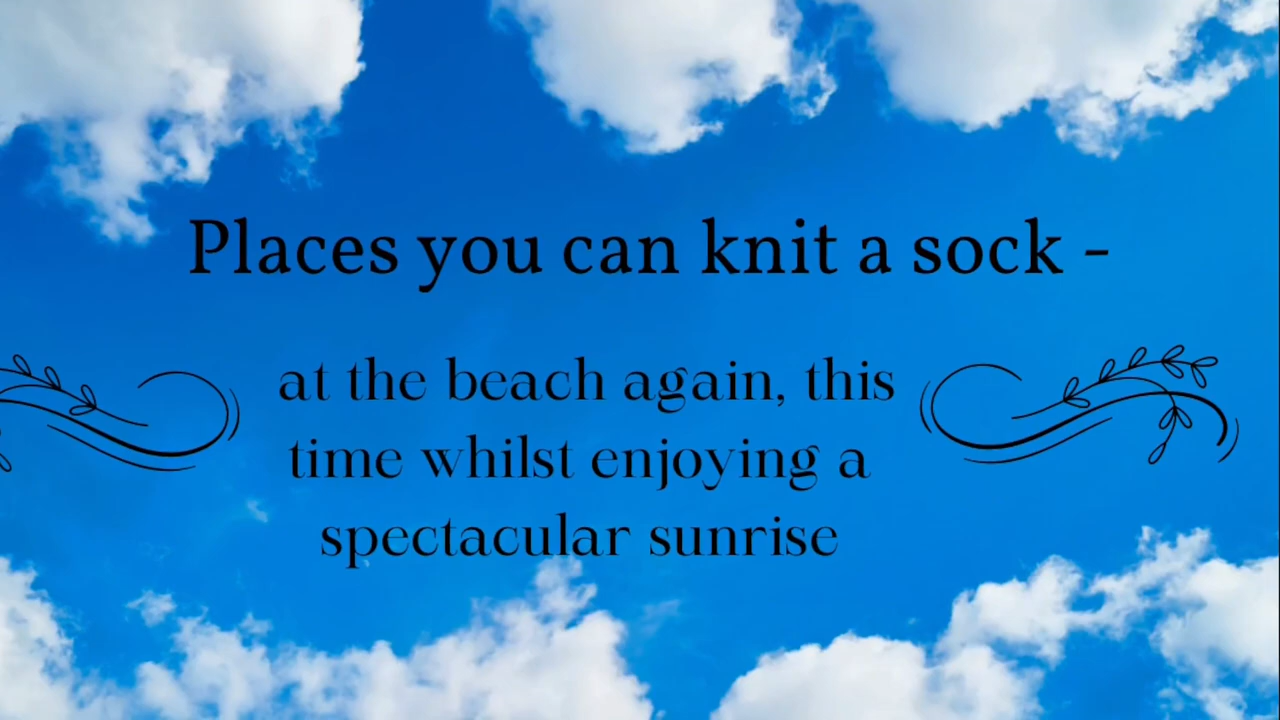 Places you can knit a sock -
at the beach again, this
time whilst enjoying a
spectacular sunrise